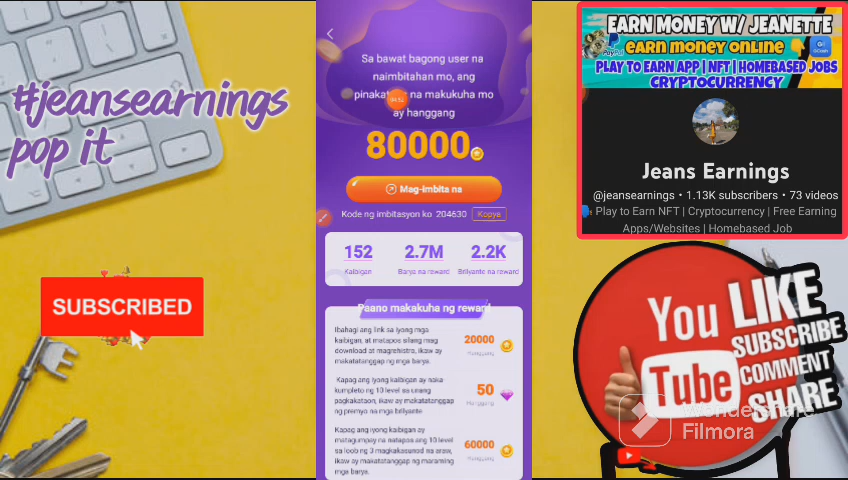 #jeansearnings
pop it
SUBSCRIBED
Sa bawat bagong user na
naimbitahan mo, ang
na makukuha mo
ay hanggang
80000
Mag-imbita na
Kode ng imbitasyon ko 204630 Kopya
152 2.7M 2.2K
Kaibigan Barya na reward Brilyante na reward
Paano makakuha ng reward
Ibahagi ang link sa iyong mga
kaibigan, at matapos silang mag
download at magrehistro, ikaw ay
makatatanggap ng mga barya.
20000
Hanggang
Kapag ang iyong kaibigan ay naka
kumpleto ng 10 level sa unang
pagkakataon, ikaw ay makatatanggap
ng premyo na mga brilyante
50
Hanggang
Kapag ang iyong kaibigan ay
matagumpay na natapos ang 10 level
sa loob ng 3 magkakasunod na araw,
ikaw ay makatatanggap ng maraming
mga barya.
60000
Hanggang
EARN MONEY W/ JEANETTE
earn money online
PayPal
GCash
PLAY TO EARN APP | NFT | HOMEBASED JOBS
CRYPTOCURRENCY
Jeans Earnings
@jeansearnings • 1.13K subscribers • 73 videos
Play to Earn NFT | Cryptocurrency | Free Earning
Apps/Websites | Homebased Job
You
Tube
LIKE
SUBSCRIBE
COMMENT
SHARE
Wondershare
Filmora